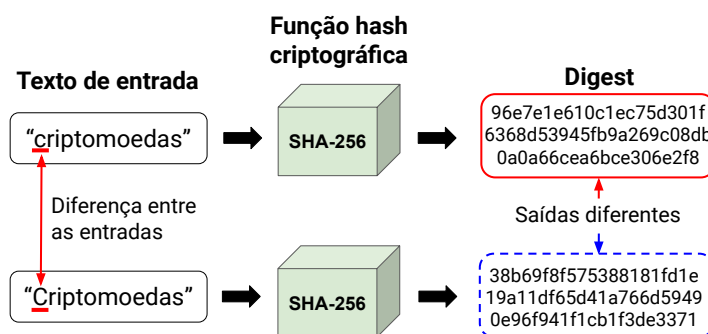 Função hash
criptográfica
Texto de entrada
Digest
“criptomoedas”
SHA-256
96e7e1e610c1ec75d301f
6368d53945fb9a269c08db
0a0a66cea6bce306e2f8
Diferença entre
as entradas
Saídas diferentes
“Criptomoedas”
SHA-256
38b69f8f575388181fd1e
19a11df65d41a766d5949
0e96f941f1cb1f3de3371